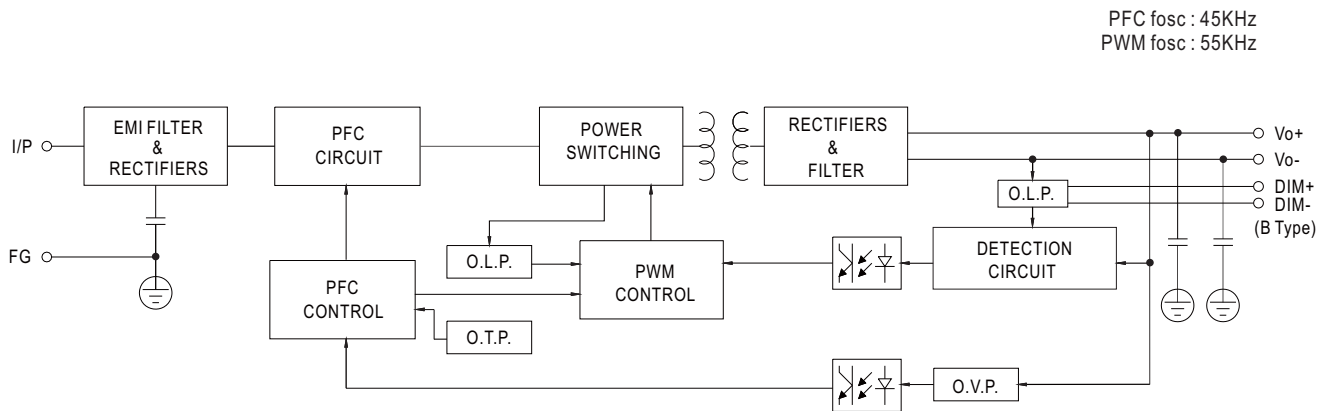 PFC fosc : 45KHz
PWM fosc : 55KHz
I/P
EMI FILTER
&
RECTIFIERS
PFC
CIRCUIT
POWER
SWITCHING
RECTIFIERS
&
FILTER
Vo+
Vo-
DIM+
DIM-
(B Type)
O.L.P.
FG
O.L.P.
PFC
CONTROL
PWM
CONTROL
DETECTION
CIRCUIT
O.T.P.
O.V.P.